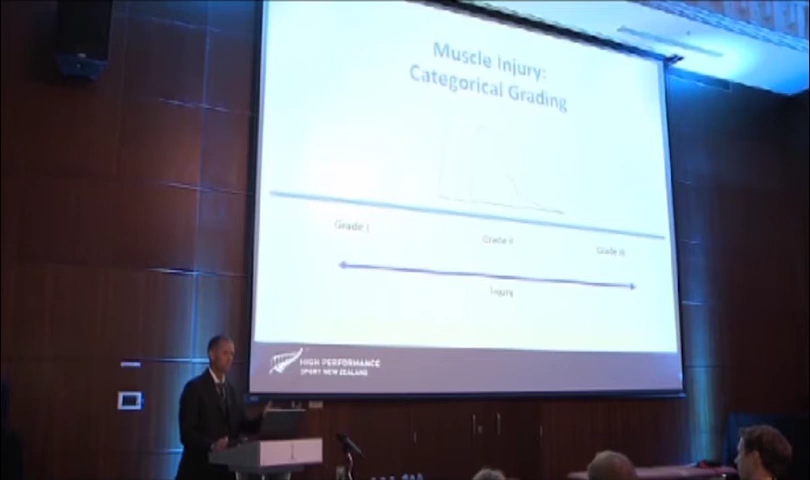 Muscle Injury:
Categorical Grading
Grade I
Grade II
Grade III
Injury
HIGH PERFORMANCE
SPORT NEW ZEALAND